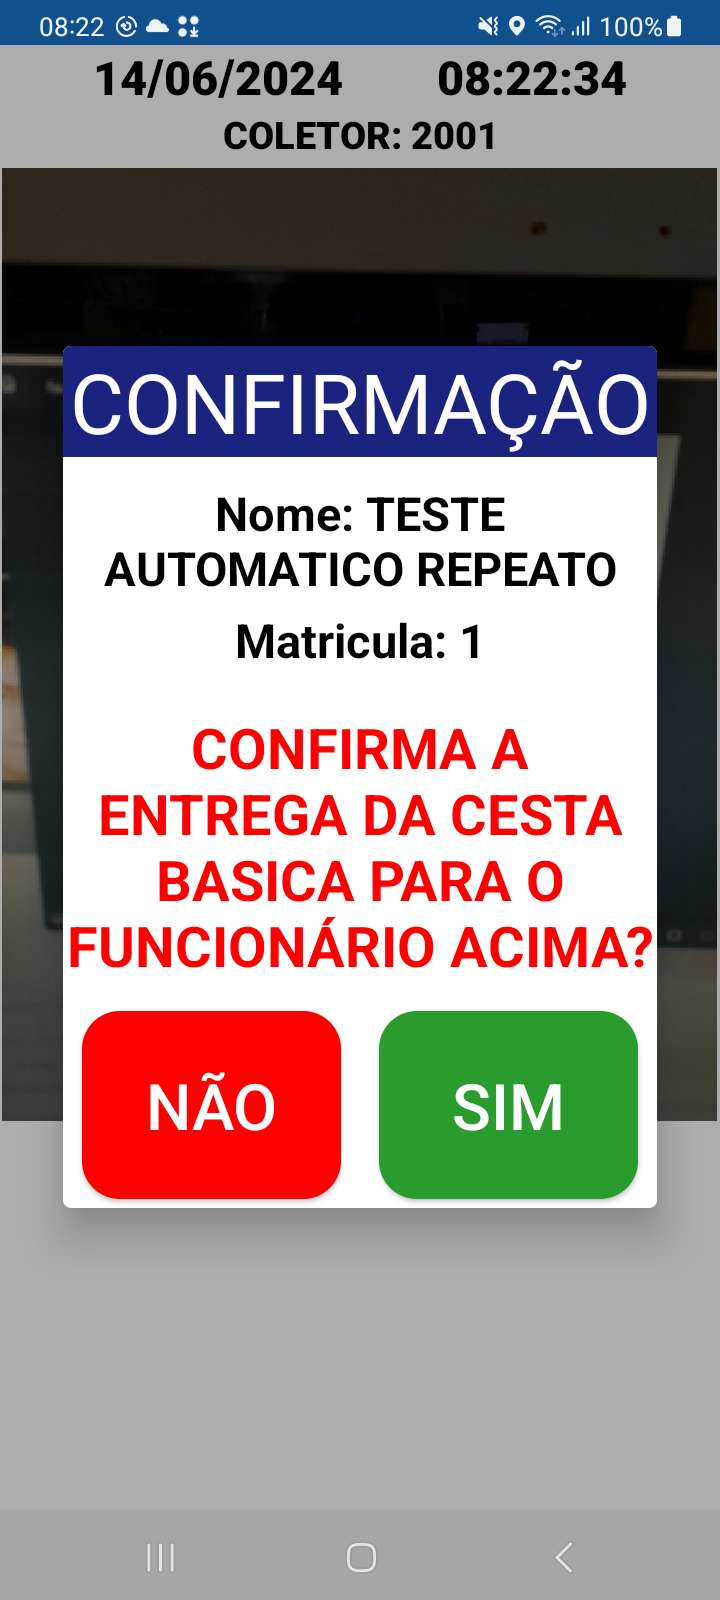 08:22 100%
14/06/2024 08:22:34
COLETOR: 2001
CONFIRMAÇÃO
Nome: TESTE
AUTOMATICO REPEATO
Matricula: 1
CONFIRMA A
ENTREGA DA CESTA
BASICA PARA O
FUNCIONÁRIO ACIMA?
NÃO SIM